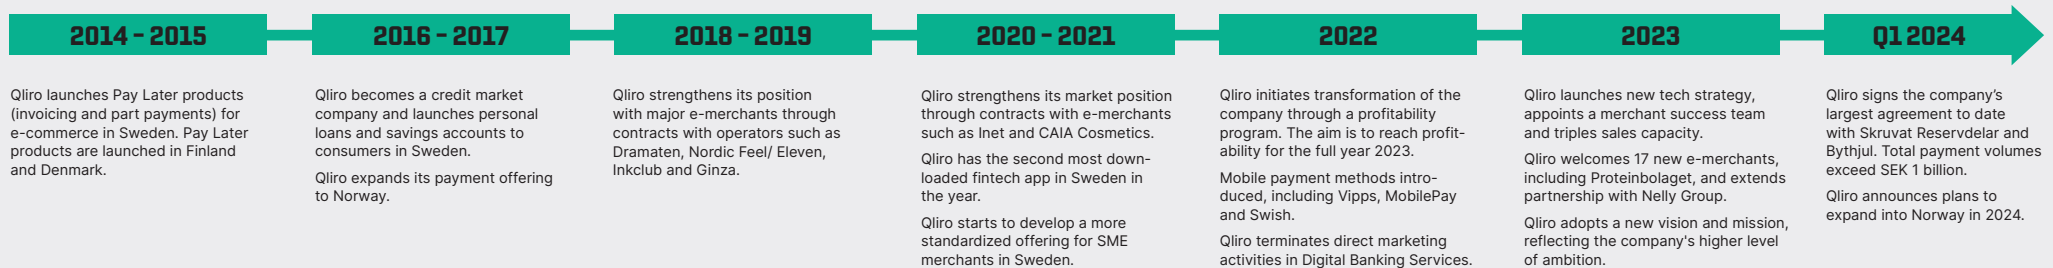 2014 – 2015
Qliro launches Pay Later products
(invoicing and part payments) for
e-commerce in Sweden. Pay Later
products are launched in Finland
and Denmark.
2016 – 2017
Qliro becomes a credit market
company and launches personal
loans and savings accounts to
consumers in Sweden.
Qliro expands its payment offering
to Norway.
2018 – 2019
Qliro strengthens its position
with major e-merchants through
contracts with operators such as
Dramaten, Nordic Feel/ Eleven,
Inkclub and Ginza.
2020 – 2021
Qliro strengthens its market position
through contracts with e-merchants
such as Inet and CAIA Cosmetics.
Qliro has the second most down-
loaded fintech app in Sweden in
the year.
Qliro starts to develop a more
standardized offering for SME
merchants in Sweden.
2022
Qliro initiates transformation of the
company through a profitability
program. The aim is to reach profit-
ability for the full year 2023.
Mobile payment methods intro-
duced, including Vipps, MobilePay
and Swish.
Qliro terminates direct marketing
activities in Digital Banking Services.
2023
Qliro launches new tech strategy,
appoints a merchant success team
and triples sales capacity.
Qliro welcomes 17 new e-merchants,
including Proteinbolaget, and extends
partnership with Nelly Group.
Qliro adopts a new vision and mission,
reflecting the company's higher level
of ambition.
Q1 2024
Qliro signs the company’s
largest agreement to date
with Skruvat Reservdelar and
Bythjul. Total payment volumes
exceed SEK 1 billion.
Qliro announces plans to
expand into Norway in 2024.